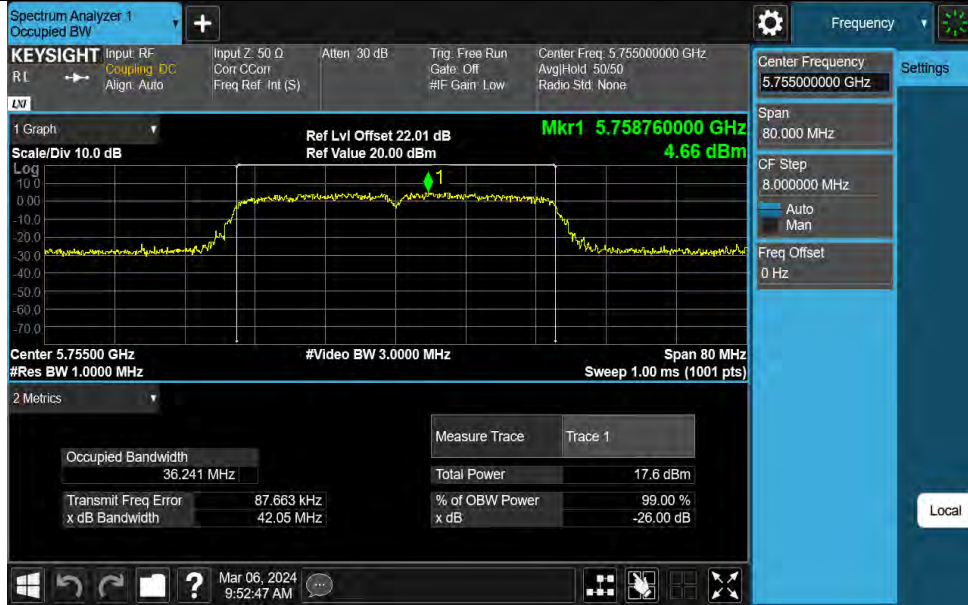 Spectrum Analyzer 1
Occupied BW
Frequency
KEYSIGHT
RL
LXI
Input: RF
Coupling: DC
Align: Auto
Input Z: 50 Ω
Corr CCorr
Freq Ref: Int (S)
Atten: 30 dB
Trig: Free Run
Gate: Off
#IF Gain: Low
Center Freq: 5.755000000 GHz
Avg|Hold: 50/50
Radio Std: None
1 Graph
Scale/Div 10.0 dB
Ref Lvl Offset 22.01 dB
Ref Value 20.00 dBm
Mkr1 5.758760000 GHz
4.66 dBm
Log
10.0
0.00
-10.0
-20.0
-30.0
-40.0
-50.0
-60.0
-70.0
1
Center 5.75500 GHz
#Video BW 3.0000 MHz
Span 80 MHz
#Res BW 1.0000 MHz
Sweep 1.00 ms (1001 pts)
2 Metrics
Measure Trace
Trace 1
Occupied Bandwidth
36.241 MHz
Total Power
17.6 dBm
Transmit Freq Error
87.663 kHz
% of OBW Power
99.00 %
x dB Bandwidth
42.05 MHz
x dB
-26.00 dB
Mar 06, 2024
9:52:47 AM
Center Frequency
5.755000000 GHz
Settings
Span
80.000 MHz
CF Step
8.000000 MHz
Auto
Man
Freq Offset
0 Hz
Local